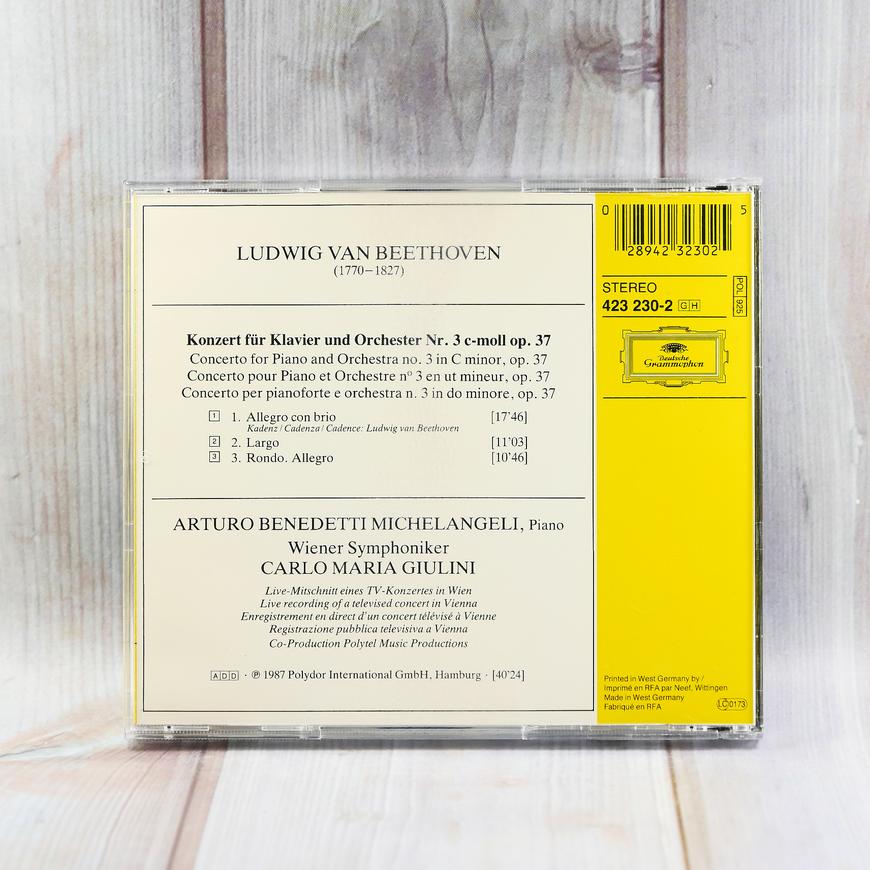 LUDWIG VAN BEETHOVEN
(1770–1827)
Konzert für Klavier und Orchester Nr. 3 c-moll op. 37
Concerto for Piano and Orchestra no. 3 in C minor, op. 37
Concerto pour Piano et Orchestre nº 3 en ut mineur, op. 37
Concerto per pianoforte e orchestra n. 3 in do minore, op. 37
1 1. Allegro con brio [17'46]
Kadenz / Cadenza / Cadence: Ludwig van Beethoven
2 2. Largo [11'03]
3 3. Rondo. Allegro [10'46]
ARTURO BENEDETTI MICHELANGELI, Piano
Wiener Symphoniker
CARLO MARIA GIULINI
Live-Mitschnitt eines TV-Konzertes in Wien
Live recording of a televised concert in Vienna
Enregistrement en direct d'un concert télévisé à Vienne
Registrazione pubblica televisiva a Vienna
Co-Production Polytel Music Productions
ADD · ℗ 1987 Polydor International GmbH, Hamburg · [40'24]
0 28942 32302 5
STEREO
423 230-2 GH
POL 925
Deutsche
Grammophon
Printed in West Germany by /
Imprimé en RFA par Neef, Wittingen
Made in West Germany
Fabriqué en RFA
LC 0173